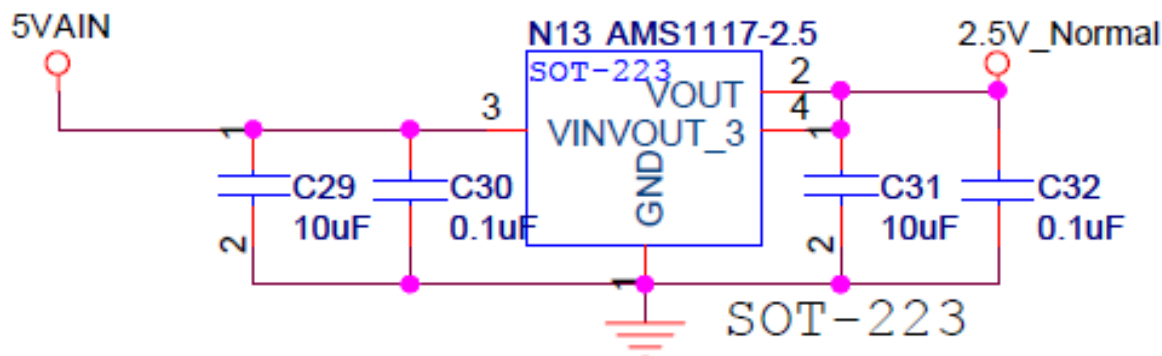 5VAIN
N13 AMS1117-2.5
2.5V_Normal
SOT-223
2
VOUT
3
4
1
VINVOUT_3
1
C29
C30
GND
C31
C32
10uF
0.1uF
10uF
0.1uF
2
2
1
SOT-223